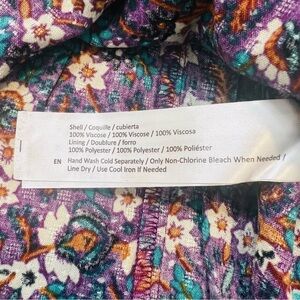 Shell / Coquille / cubierta
100% Viscose / 100% Viscose / 100% Viscosa
Lining / Doublure / forro
100% Polyester / 100% Polyester / 100% Poliéster
EN Hand Wash Cold Separately / Only Non-Chlorine Bleach When Needed /
Line Dry / Use Cool Iron If Needed